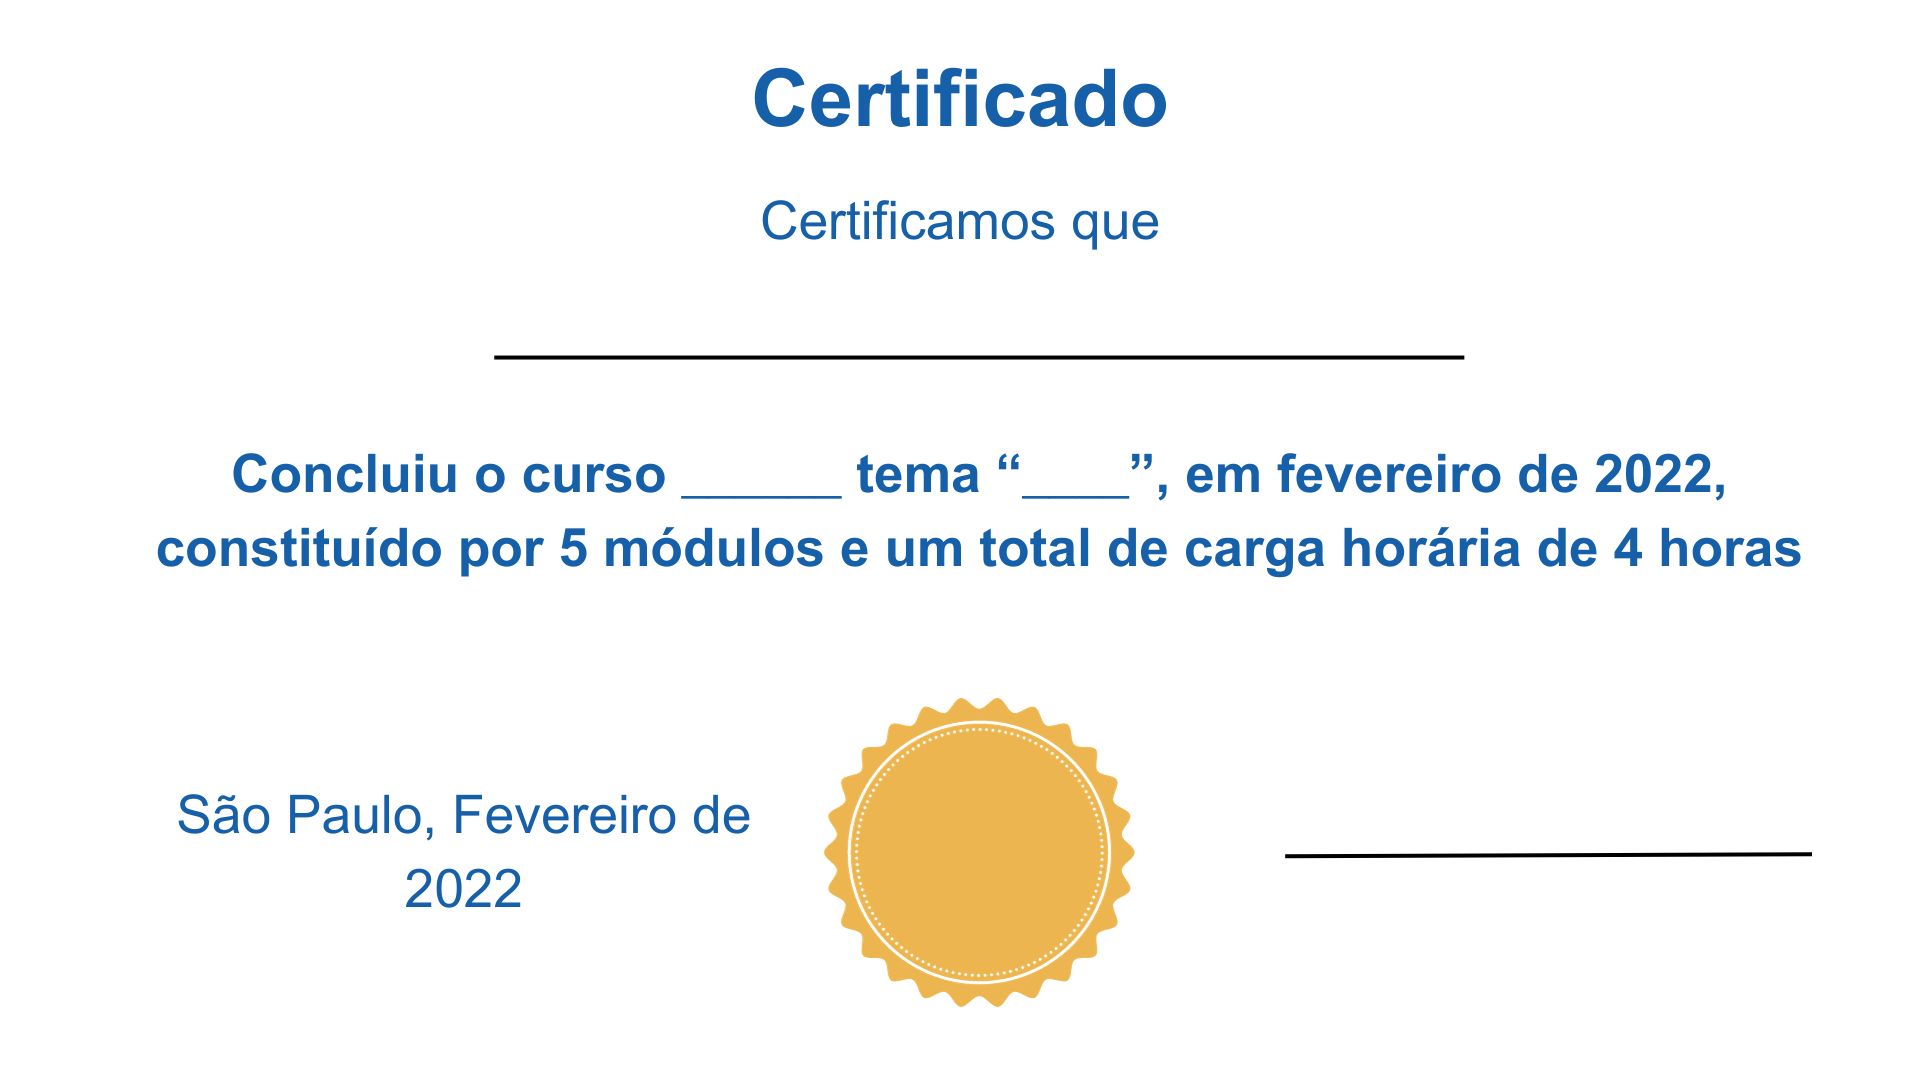 Certificado
Certificamos que
Concluiu o curso ______ tema “____”, em fevereiro de 2022,
constituído por 5 módulos e um total de carga horária de 4 horas
São Paulo, Fevereiro de
2022